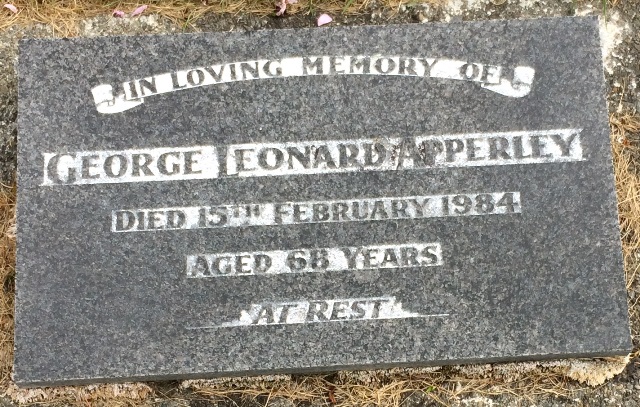 IN LOVING MEMORY OF
GEORGE LEONARD APPERLEY
DIED 15TH FEBRUARY 1984
AGED 68 YEARS
AT REST